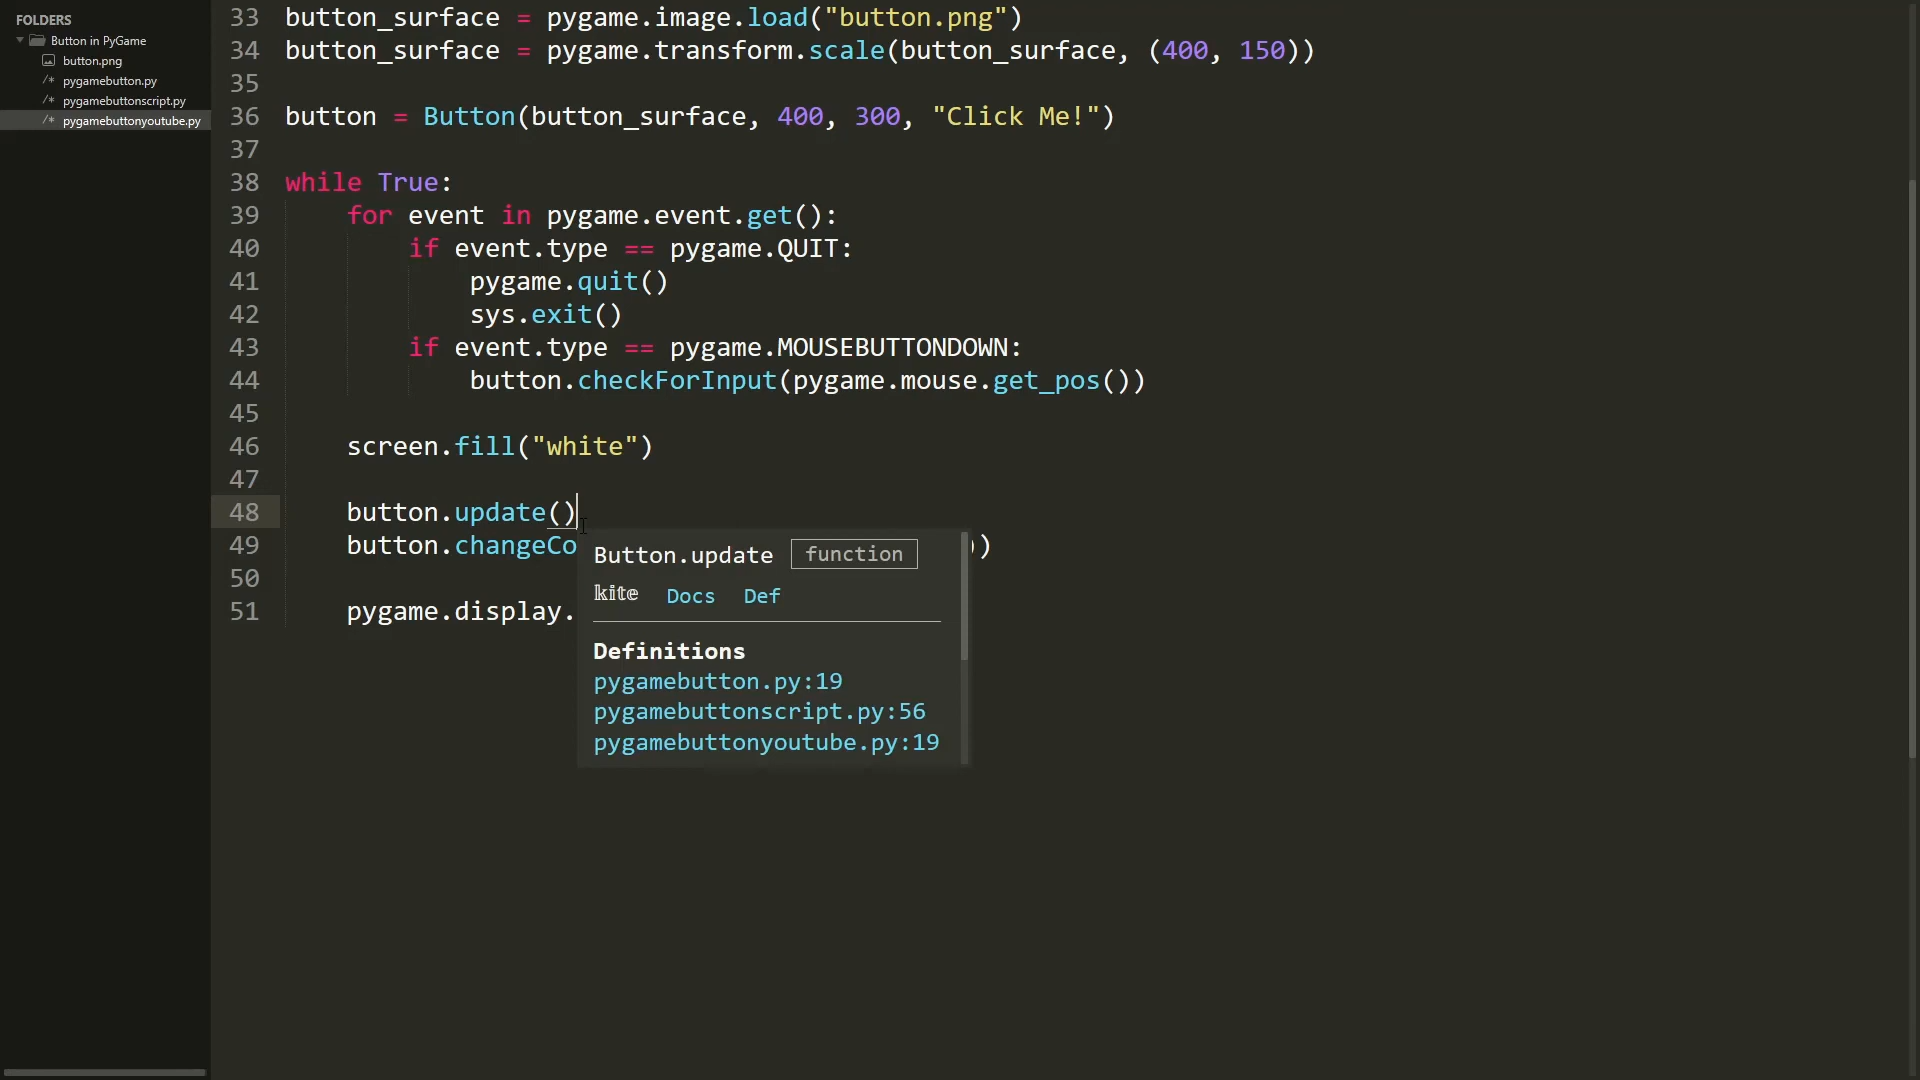 FOLDERS
Button in PyGame
button.png
/* pygamebutton.py
/* pygamebuttonscript.py
/* pygamebuttonyoutube.py
33 button_surface = pygame.image.load("button.png")
34 button_surface = pygame.transform.scale(button_surface, (400, 150))
35
36 button = Button(button_surface, 400, 300, "Click Me!")
37
38 while True:
39 for event in pygame.event.get():
40 if event.type == pygame.QUIT:
41 pygame.quit()
42 sys.exit()
43 if event.type == pygame.MOUSEBUTTONDOWN:
44 button.checkForInput(pygame.mouse.get_pos())
45
46 screen.fill("white")
47
48 button.update()
49 button.changeCo ))
50
51 pygame.display.
Button.update function
kite Docs Def
Definitions
pygamebutton.py:19
pygamebuttonscript.py:56
pygamebuttonyoutube.py:19